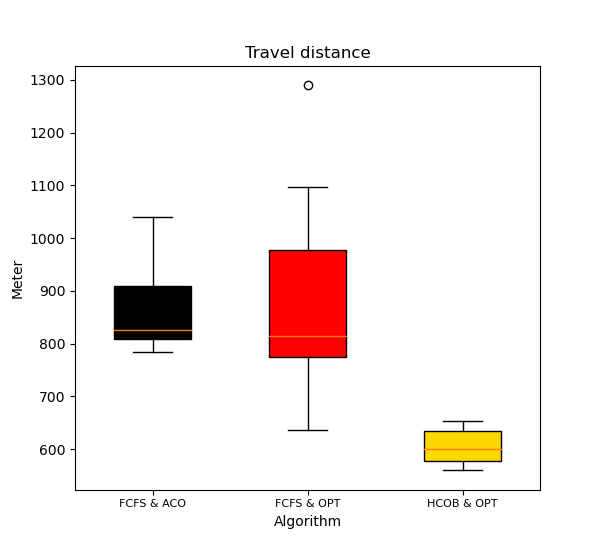 Travel distance
1300
1200
1100
1000
900
800
700
600
Meter
FCFS & ACO
FCFS & OPT
HCOB & OPT
Algorithm